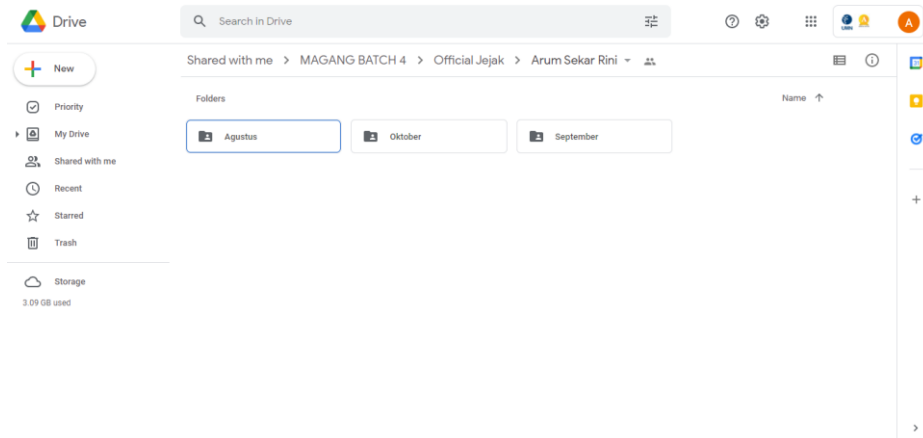 Drive
Search in Drive
A
New
Shared with me > MAGANG BATCH 4 > Official Jejak > Arum Sekar Rini
Priority
My Drive
Shared with me
Recent
Starred
Trash
Storage
3.09 GB used
Folders
Name
Agustus
Oktober
September